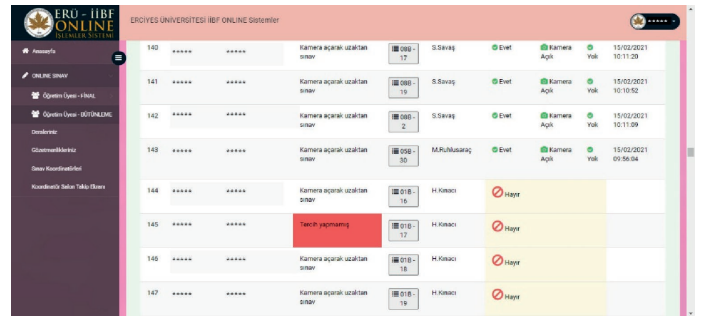 ERÜ - İİBF
ONLINE
İŞLEMLER SİSTEMİ
ERCİYES ÜNİVERSİTESİ İİBF ONLINE Sistemler
*****
Anasayfa
ONLINE SINAV
Öğretim Üyesi - FİNAL
Öğretim Üyesi - BÜTÜNLEME
Dersleriniz
Gözetmenlikleriniz
Sınav Koordinatörleri
Koordinatör Salon Takip Ekranı
140 ***** ***** Kamera açarak uzaktan sınav 08B - 17 S.Savaş Evet Kamera Açık Yok 15/02/2021 10:11:20
141 ***** ***** Kamera açarak uzaktan sınav 08B - 19 S.Savaş Evet Kamera Açık Yok 15/02/2021 10:10:52
142 ***** ***** Kamera açarak uzaktan sınav 08B - 2 S.Savaş Evet Kamera Açık Yok 15/02/2021 10:11:09
143 ***** ***** Kamera açarak uzaktan sınav 05B - 30 M.Ruhlusaraç Evet Kamera Açık Yok 15/02/2021 09:56:04
144 ***** ***** Kamera açarak uzaktan sınav 01B - 16 H.Kınacı Hayır
145 ***** ***** Tercih yapmamış 01B - 17 H.Kınacı Hayır
146 ***** ***** Kamera açarak uzaktan sınav 01B - 18 H.Kınacı Hayır
147 ***** ***** Kamera açarak uzaktan sınav 01B - 19 H.Kınacı Hayır